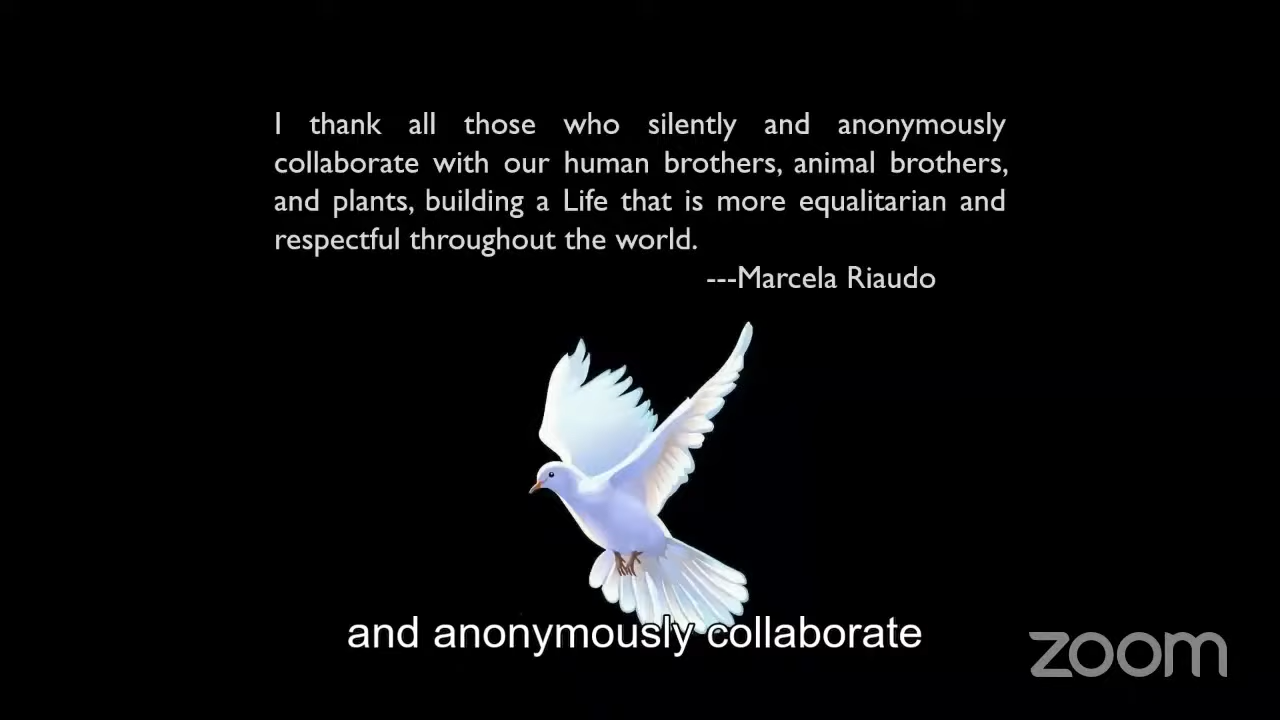 I thank all those who silently and anonymously
collaborate with our human brothers, animal brothers,
and plants, building a Life that is more equalitarian and
respectful throughout the world.
---Marcela Riaudo
and anonymously collaborate
zoom